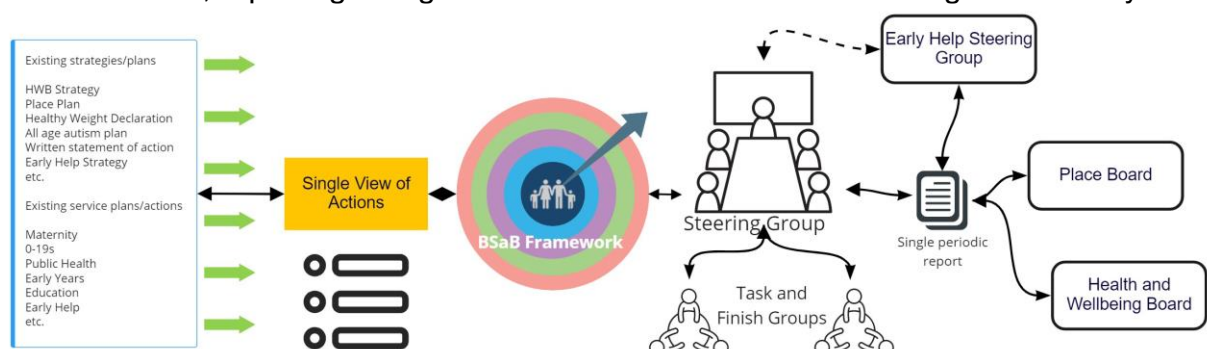 Existing strategies/plans
HWB Strategy
Place Plan
Healthy Weight Declaration
All age autism plan
Written statement of action
Early Help Strategy
etc.
Existing service plans/actions
Maternity
0-19s
Public Health
Early Years
Education
Early Help
etc.
Single View of
Actions
BSaB Framework
Steering Group
Task and
Finish Groups
Early Help Steering
Group
Single periodic
report
Place Board
Health and
Wellbeing Board